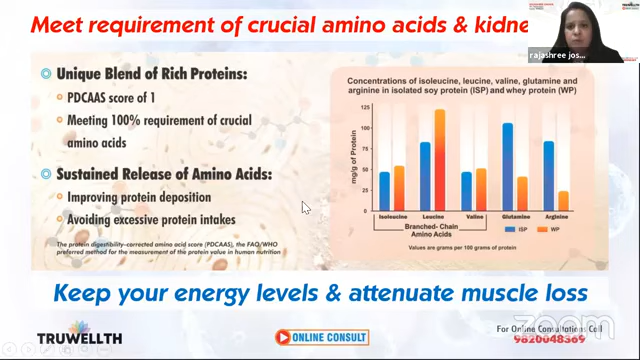 Meet requirement of crucial amino acids & kidne
rajashree jos...
Unique Blend of Rich Proteins:
PDCAAS score of 1
Meeting 100% requirement of crucial
amino acids
Sustained Release of Amino Acids:
Improving protein deposition
Avoiding excessive protein intakes
The protein digestibility-corrected amino acid score (PDCAAS), the FAO/WHO
preferred method for the measurement of the protein value in human nutrition
Concentrations of isoleucine, leucine, valine, glutamine and
arginine in isolated soy protein (ISP) and whey protein (WP)
mg/g of Protein
125
100
75
50
25
0
Isoleucine Leucine Valine Glutamine Arginine
Branched- Chain
Amino Acids
ISP WP
Values are grams per 100 grams of protein
Keep your energy levels & attenuate muscle loss
TRUWELLTH
ONLINE CONSULT
For Online Consultations Call
9820048369
zoom